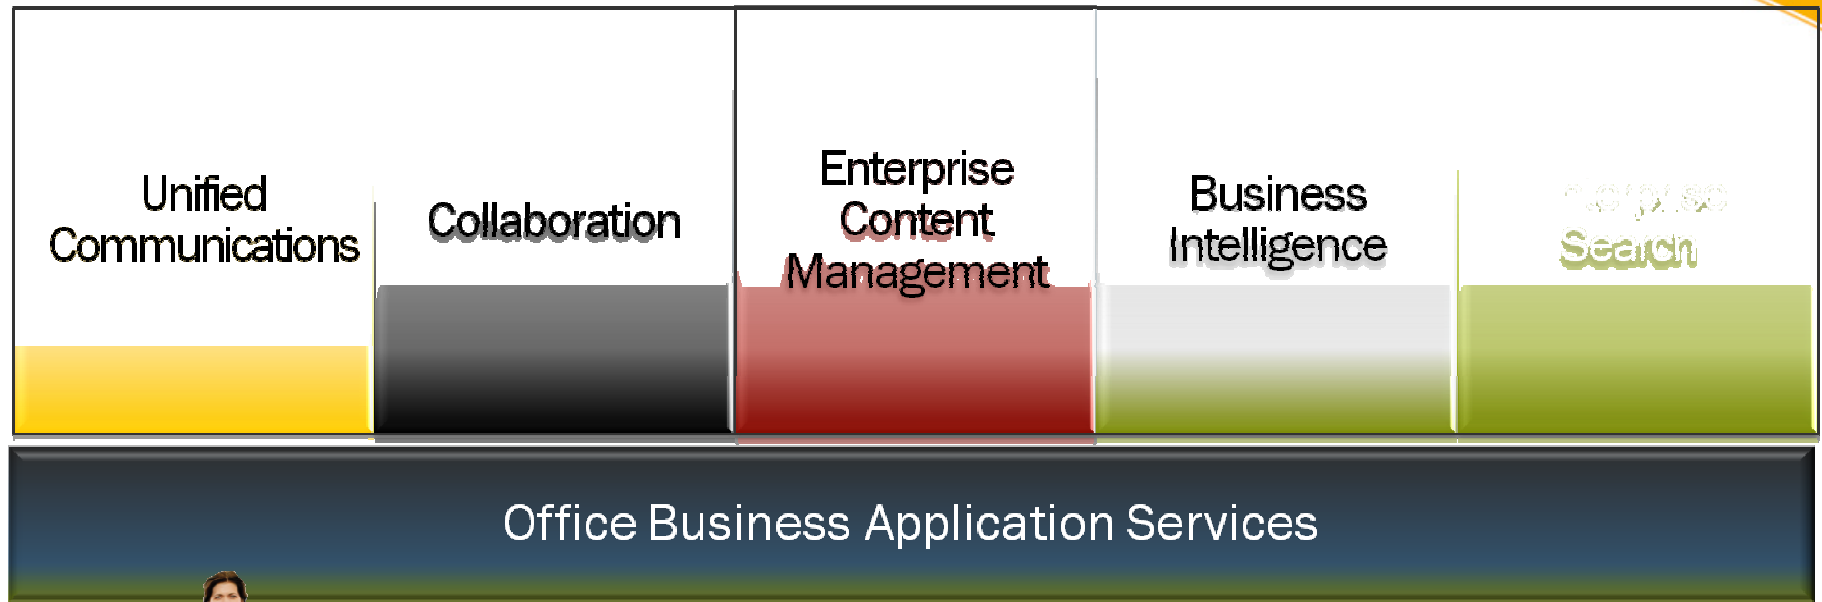 Unified
Communications
Collaboration
Enterprise
Content
Management
Business
Intelligence
Search
Office Business Application Services